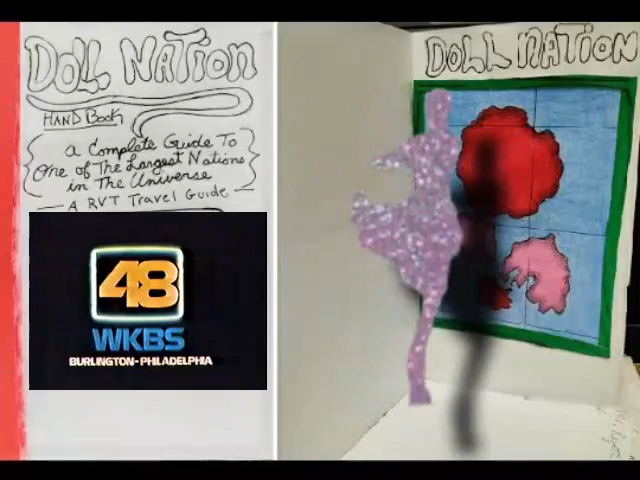 DOLL NATION
HAND BOOK
a Complete Guide To
One of The Largest Nations
in The Universe
— A RVT Travel Guide —
48
WKBS
BURLINGTON-PHILADELPHIA
DOLL NATION